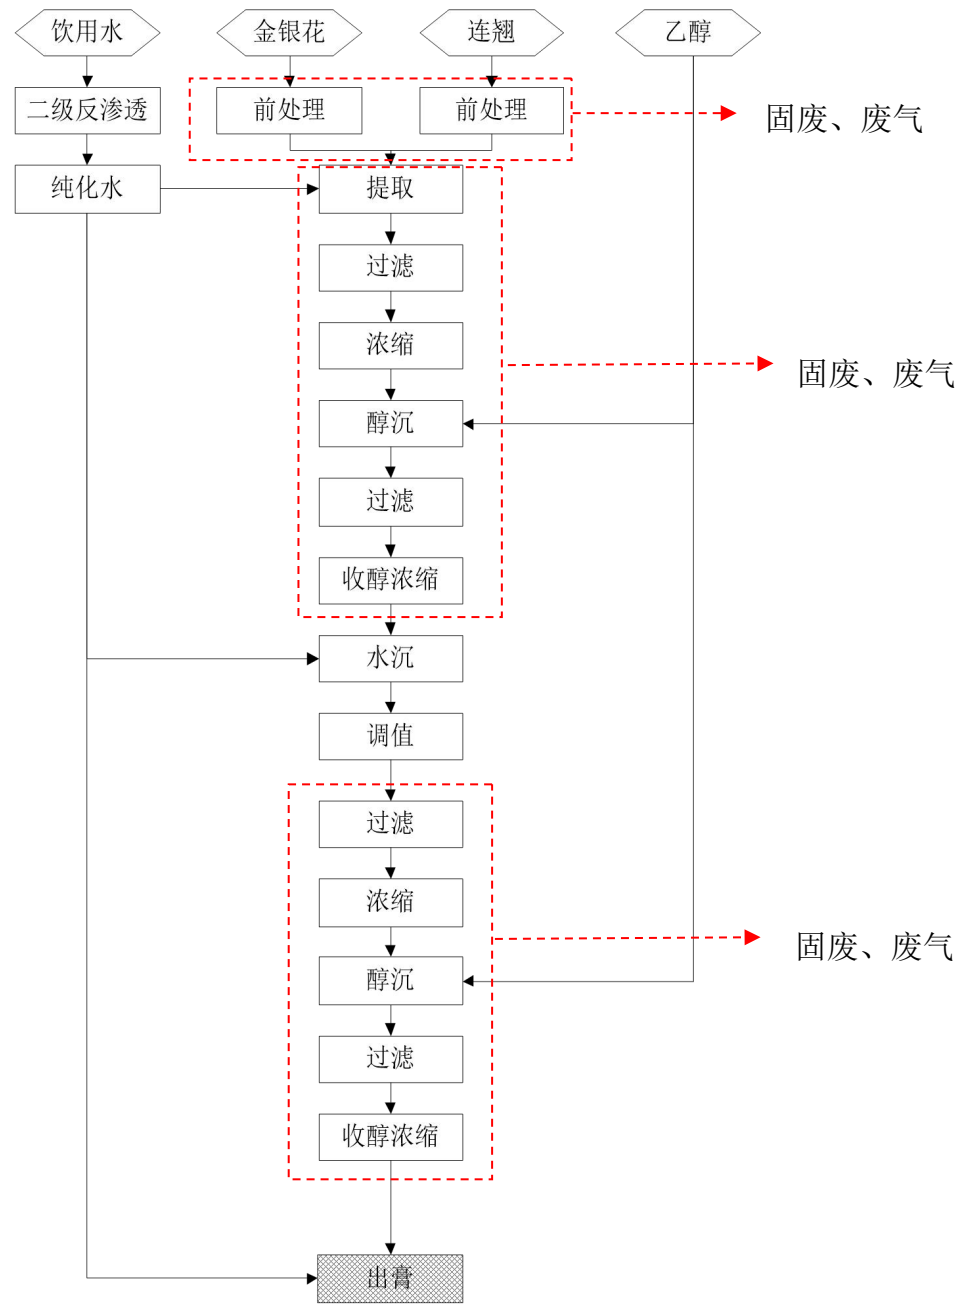 饮用水
金银花
连翘
乙醇
二级反渗透
前处理
前处理
固废、废气
纯化水
提取
过滤
浓缩
固废、废气
醇沉
过滤
收醇浓缩
水沉
调值
过滤
浓缩
固废、废气
醇沉
过滤
收醇浓缩
出膏